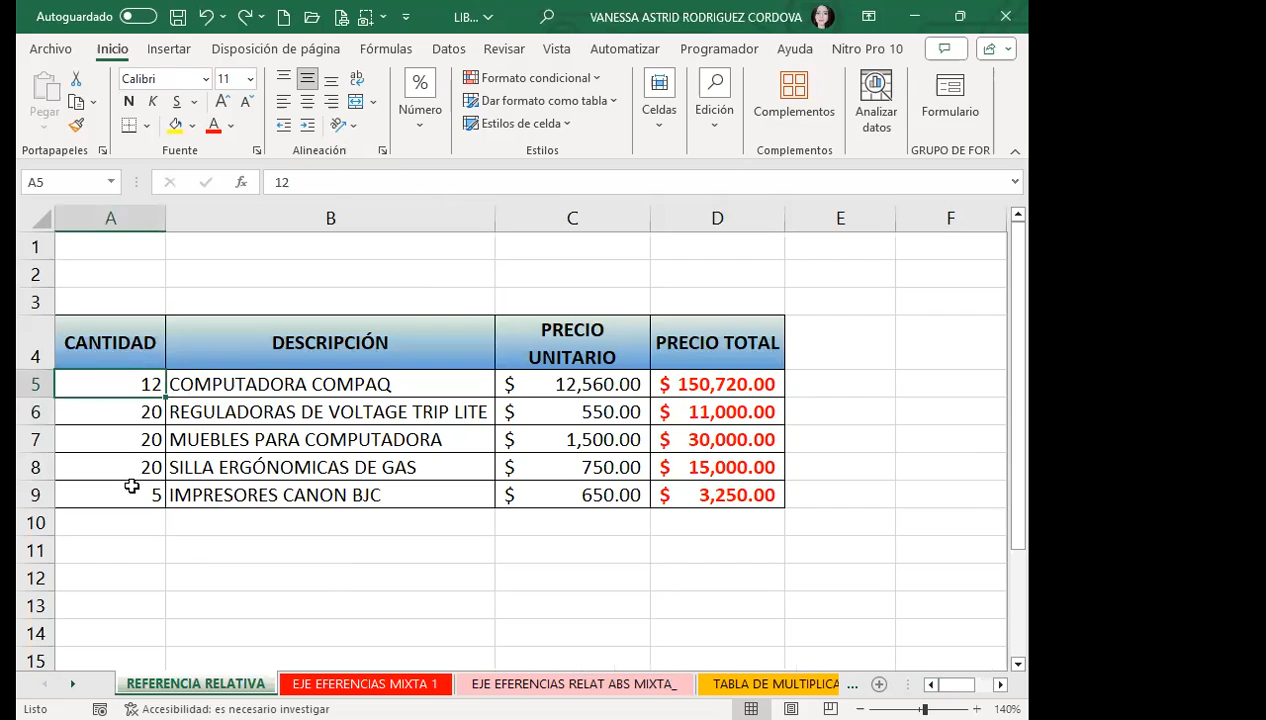 Autoguardado LIB... VANESSA ASTRID RODRIGUEZ CORDOVA
Archivo Inicio Insertar Disposición de página Fórmulas Datos Revisar Vista Automatizar Programador Ayuda Nitro Pro 10
Pegar
Portapapeles
Calibri 11
N K S A A
A
Fuente
ab
Alineación
%
Número
Formato condicional
Dar formato como tabla
Estilos de celda
Estilos
Celdas
Edición
Complementos
Complementos
Analizar
datos
Formulario
GRUPO DE FOR
A5 fx 12
A B C D E F
1
2
3
4 CANTIDAD DESCRIPCIÓN PRECIO UNITARIO PRECIO TOTAL
5 12 COMPUTADORA COMPAQ $ 12,560.00 $ 150,720.00
6 20 REGULADORAS DE VOLTAGE TRIP LITE $ 550.00 $ 11,000.00
7 20 MUEBLES PARA COMPUTADORA $ 1,500.00 $ 30,000.00
8 20 SILLA ERGÓNOMICAS DE GAS $ 750.00 $ 15,000.00
9 5 IMPRESORES CANON BJC $ 650.00 $ 3,250.00
10
11
12
13
14
15
REFERENCIA RELATIVA EJE EFERENCIAS MIXTA 1 EJE EFERENCIAS RELAT ABS MIXTA_ TABLA DE MULTIPLICA ...
Listo Accesibilidad: es necesario investigar 140%